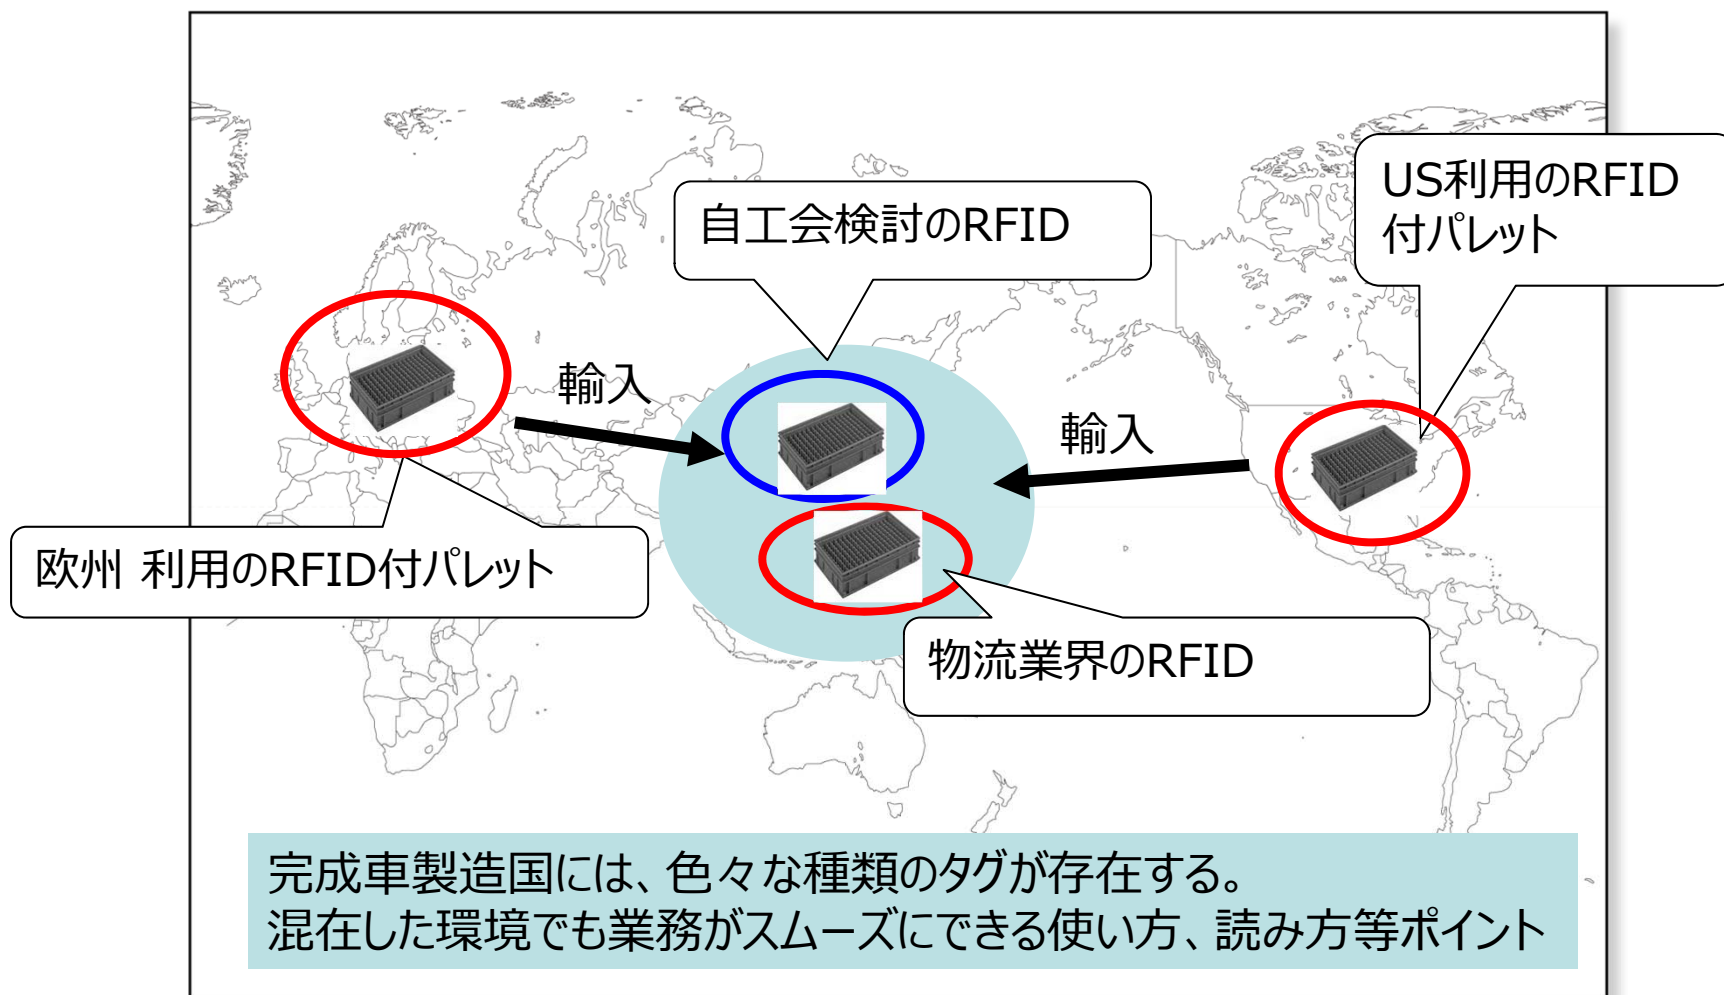 US利用のRFID
付パレット
自工会検討のRFID
輸入
輸入
欧州 利用のRFID付パレット
物流業界のRFID
完成車製造国には、色々な種類のタグが存在する。
混在した環境でも業務がスムーズにできる使い方、読み方等ポイント